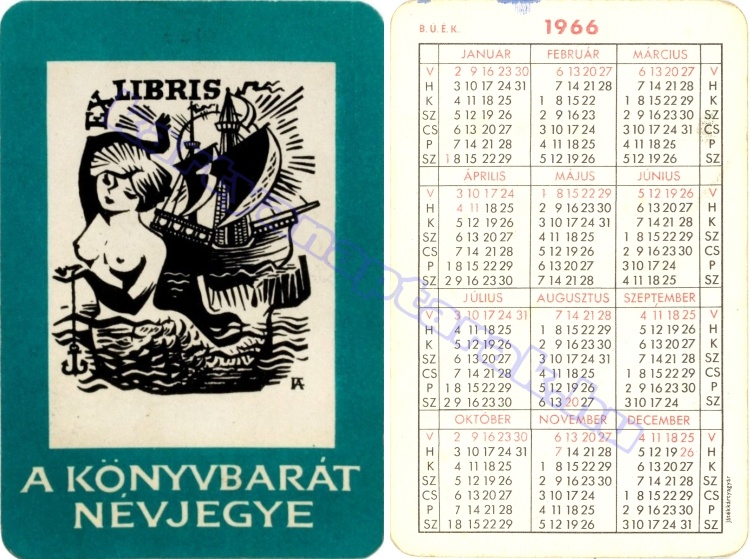 EX LIBRIS
A
A KÖNYVBARÁT
NÉVJEGYE
B.U.É.K. 1966
JANUAR FEBRUÁR MÁRCIUS
V 2 9 16 23 30 6 13 20 27 6 13 20 27 V
H 3 10 17 24 31 7 14 21 28 7 14 21 28 H
K 4 11 18 25 1 8 15 22 1 8 15 22 29 K
SZ 5 12 19 26 2 9 16 23 2 9 16 23 30 SZ
CS 6 13 20 27 3 10 17 24 3 10 17 24 31 CS
P 7 14 21 28 4 11 18 25 4 11 18 25 P
SZ 1 8 15 22 29 5 12 19 26 5 12 19 26 SZ
ÁPRILIS MÁJUS JÚNIUS
V 3 10 17 24 1 8 15 22 29 5 12 19 26 V
H 4 11 18 25 2 9 16 23 30 6 13 20 27 H
K 5 12 19 26 3 10 17 24 31 7 14 21 28 K
SZ 6 13 20 27 4 11 18 25 1 8 15 22 29 SZ
CS 7 14 21 28 5 12 19 26 2 9 16 23 30 CS
P 1 8 15 22 29 6 13 20 27 3 10 17 24 P
SZ 2 9 16 23 30 7 14 21 28 4 11 18 25 SZ
JÚLIUS AUGUSZTUS SZEPTEMBER
V 3 10 17 24 31 7 14 21 28 4 11 18 25 V
H 4 11 18 25 1 8 15 22 29 5 12 19 26 H
K 5 12 19 26 2 9 16 23 30 6 13 20 27 K
SZ 6 13 20 27 3 10 17 24 31 7 14 21 28 SZ
CS 7 14 21 28 4 11 18 25 1 8 15 22 29 CS
P 1 8 15 22 29 5 12 19 26 2 9 16 23 30 P
SZ 2 9 16 23 30 6 13 20 27 3 10 17 24 SZ
OKTÓBER NOVEMBER DECEMBER
V 2 9 16 23 30 6 13 20 27 4 11 18 25 V
H 3 10 17 24 31 7 14 21 28 5 12 19 26 H
K 4 11 18 25 1 8 15 22 29 6 13 20 27 K
SZ 5 12 19 26 2 9 16 23 30 7 14 21 28 SZ
CS 6 13 20 27 3 10 17 24 1 8 15 22 29 CS
P 7 14 21 28 4 11 18 25 2 9 16 23 30 P
SZ 1 8 15 22 29 5 12 19 26 3 10 17 24 31 SZ
Játékkártyagyár
kartyanaptarunk.hu